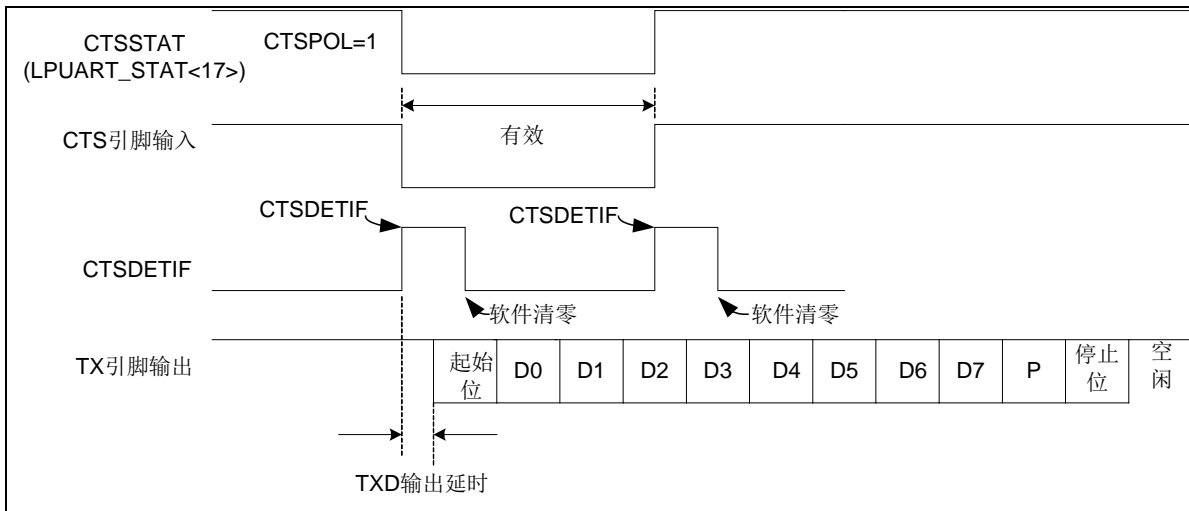 CTSSTAT
(LPUART_STAT<17>)
CTSPOL=1
CTS引脚输入
有效
CTSDETIF
CTSDETIF
CTSDETIF
软件清零
软件清零
TX引脚输出
起始位
D0
D1
D2
D3
D4
D5
D6
D7
P
停止位
空闲
TXD输出延时